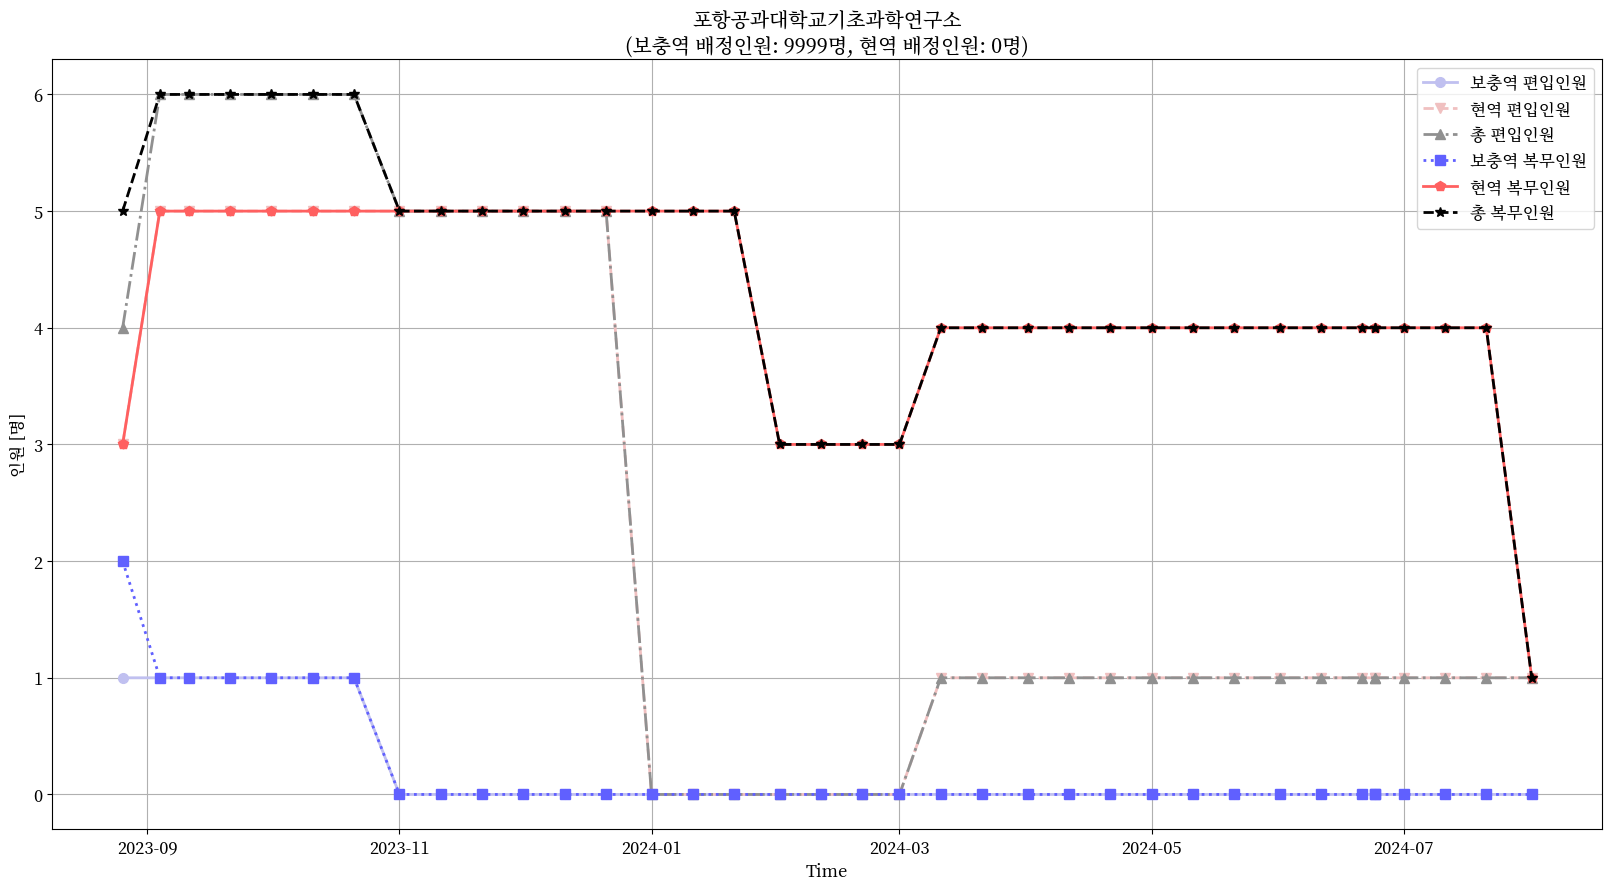 포항공과대학교기초과학연구소
(보충역 배정인원: 9999명, 현역 배정인원: 0명)
보충역 편입인원
현역 편입인원
총 편입인원
보충역 복무인원
현역 복무인원
총 복무인원
인원 [명]
6
5
4
3
2
1
0
2023-09
2023-11
2024-01
2024-03
2024-05
2024-07
Time